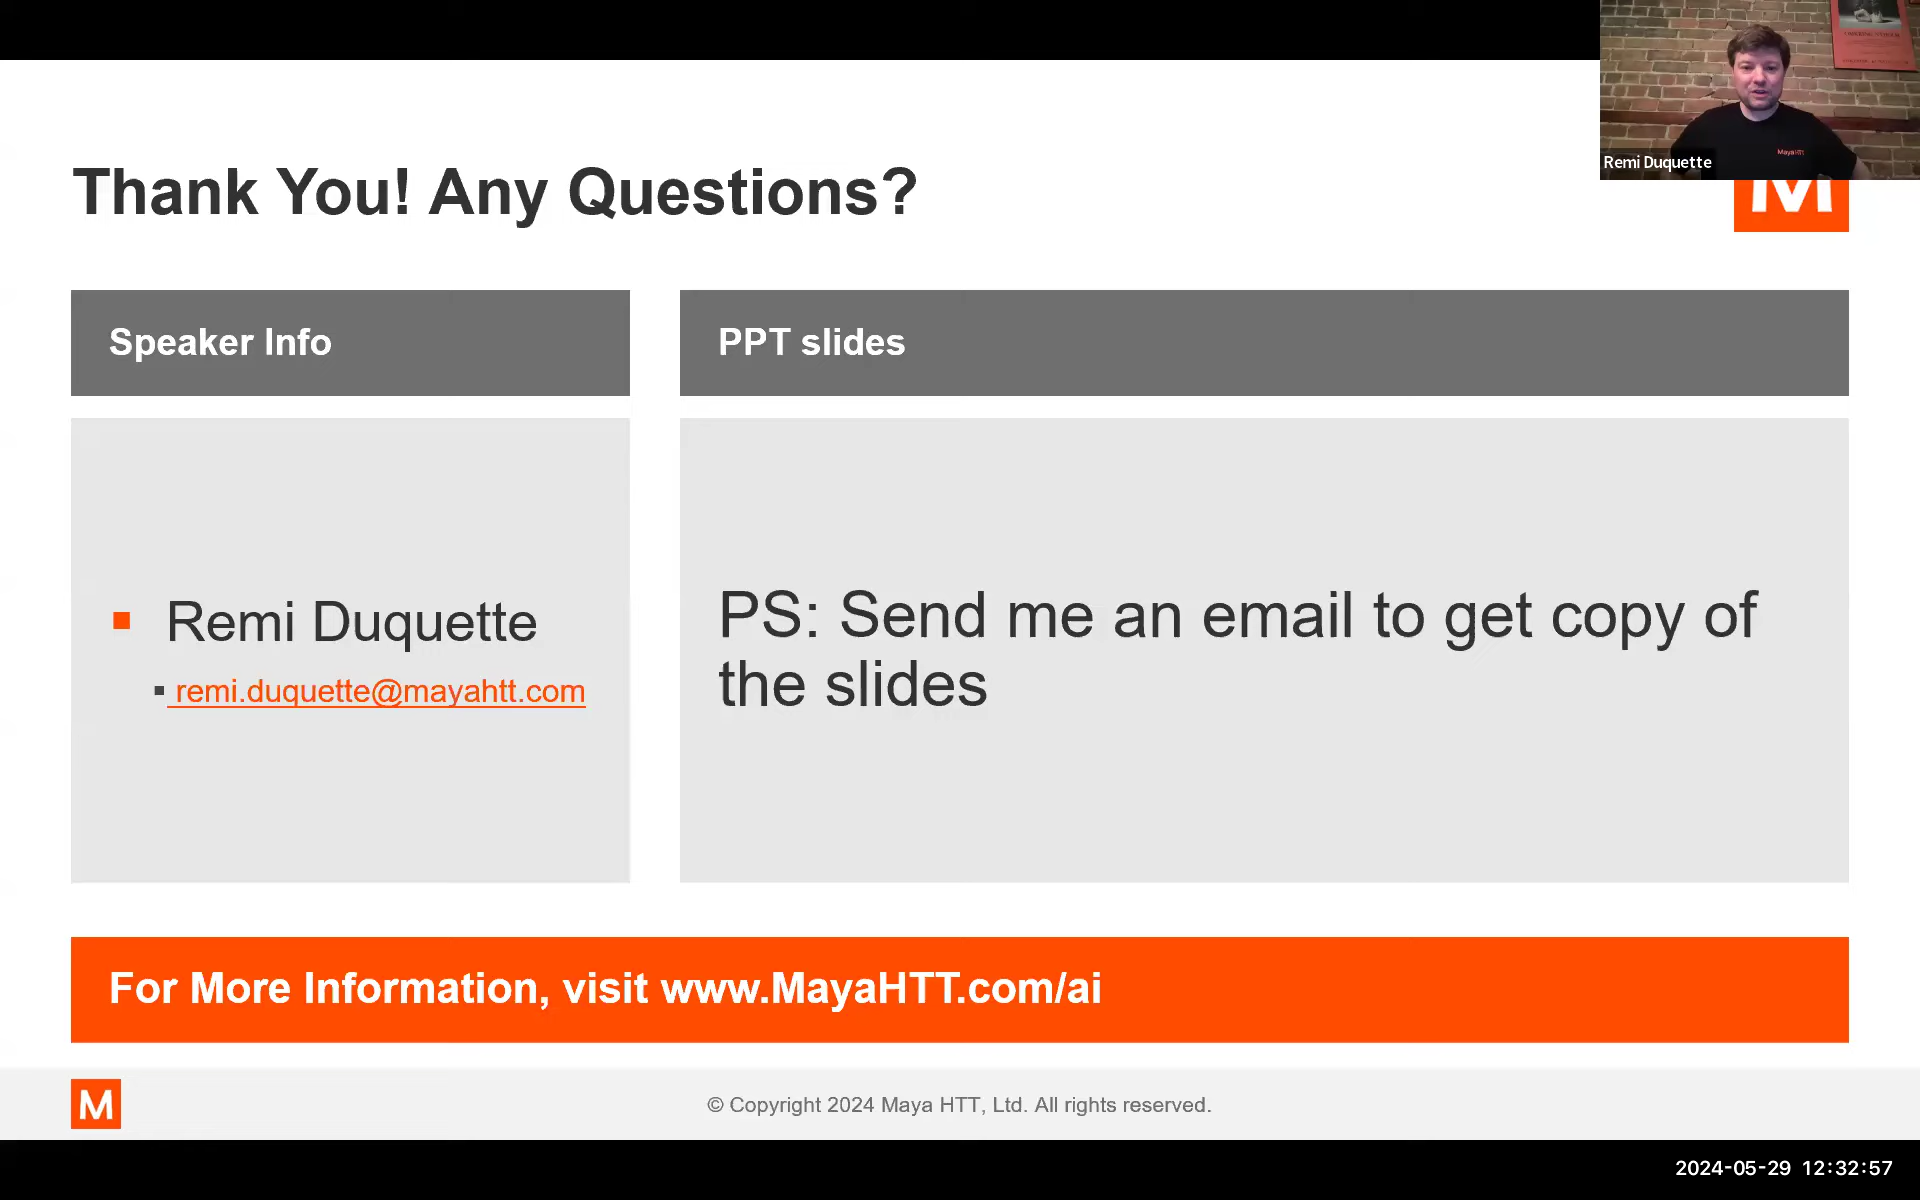 Thank You! Any Questions?
Remi Duquette
MayaHTT
M
Speaker Info
PPT slides
Remi Duquette
remi.duquette@mayahtt.com
PS: Send me an email to get copy of
the slides
For More Information, visit www.MayaHTT.com/ai
M
© Copyright 2024 Maya HTT, Ltd. All rights reserved.
2024-05-29 12:32:57